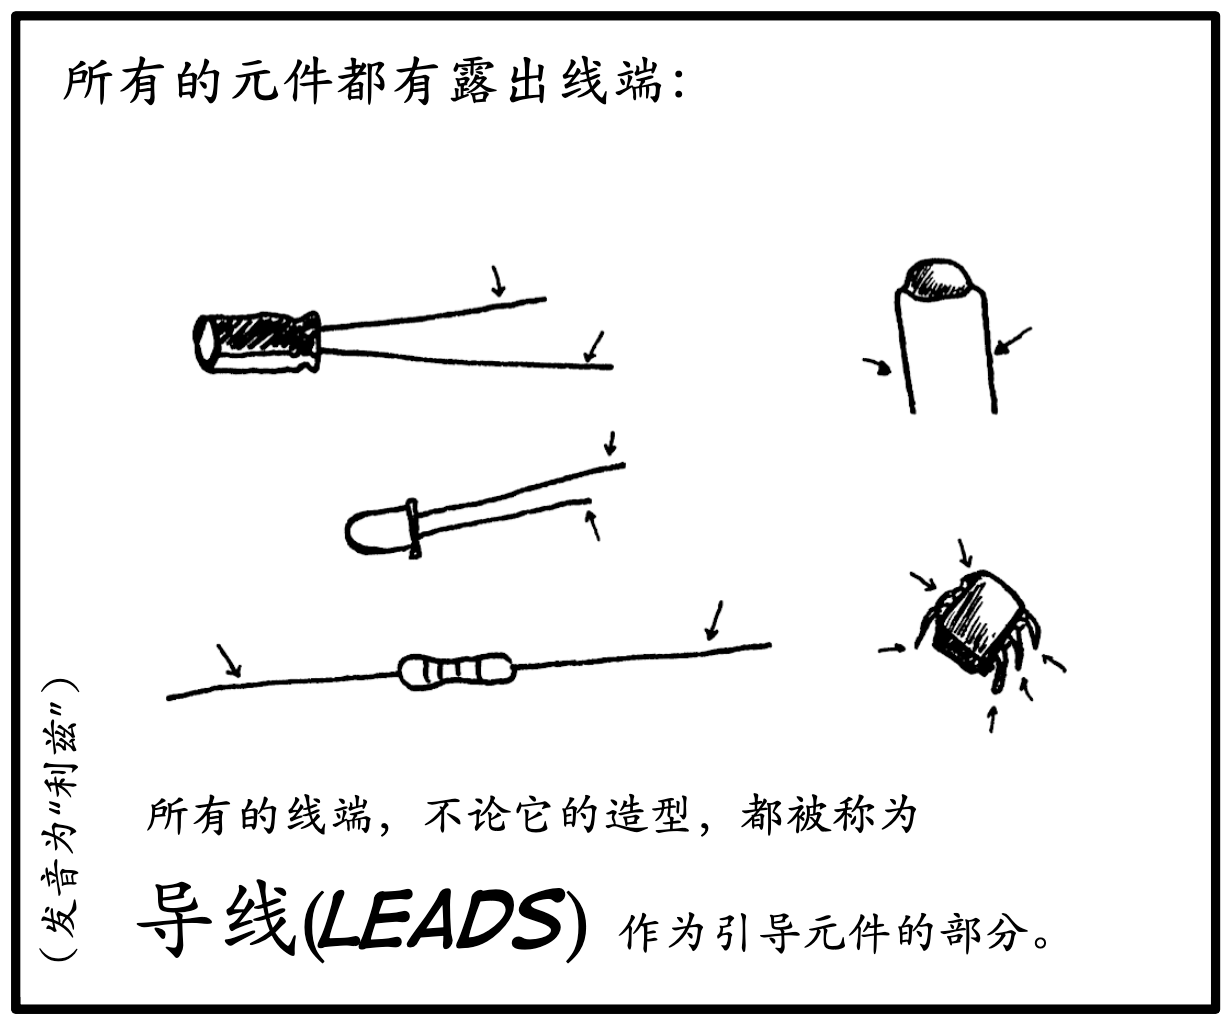 所有的元件都有露出线端：
所有的线端，不论它的造型，都被称为
导线(LEADS) 作为引导元件的部分。
（发音为“利兹”）